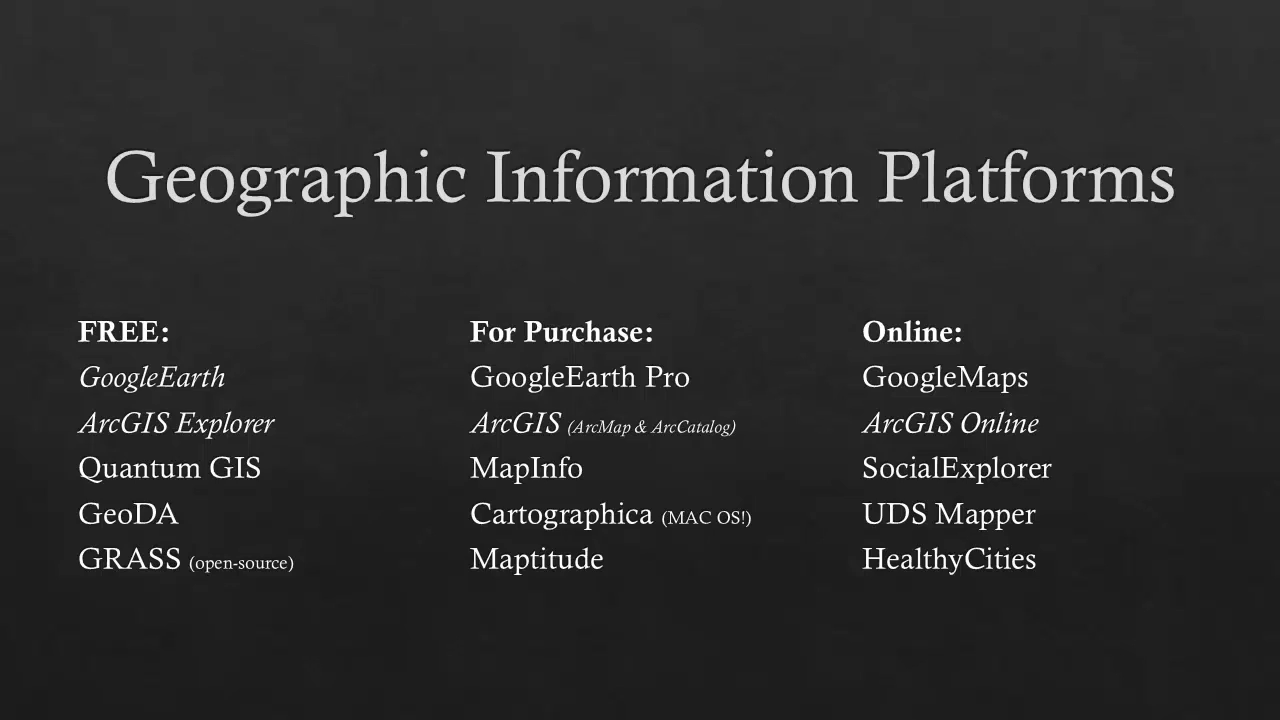 Geographic Information Platforms
FREE:
GoogleEarth
ArcGIS Explorer
Quantum GIS
GeoDA
GRASS (open-source)
For Purchase:
GoogleEarth Pro
ArcGIS (ArcMap & ArcCatalog)
MapInfo
Cartographica (MAC OS!)
Maptitude
Online:
GoogleMaps
ArcGIS Online
SocialExplorer
UDS Mapper
HealthyCities